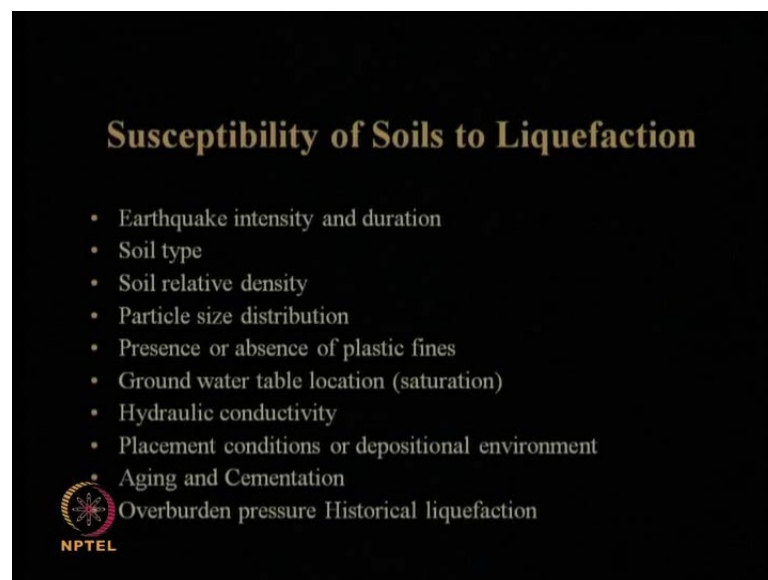 Susceptibility of Soils to Liquefaction
• Earthquake intensity and duration
• Soil type
• Soil relative density
• Particle size distribution
• Presence or absence of plastic fines
• Ground water table location (saturation)
• Hydraulic conductivity
• Placement conditions or depositional environment
• Aging and Cementation
Overburden pressure Historical liquefaction
NPTEL